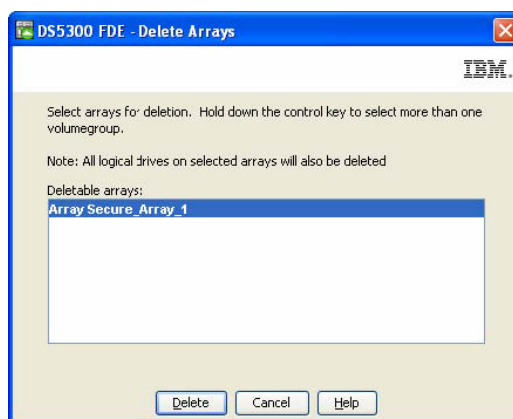 DS5300 FDE - Delete Arrays
IBM.
Select arrays for deletion. Hold down the control key to select more than one
volumegroup.
Note: All logical drives on selected arrays will also be deleted
Deletable arrays:
Array Secure_Array_1
Delete
Cancel
Help